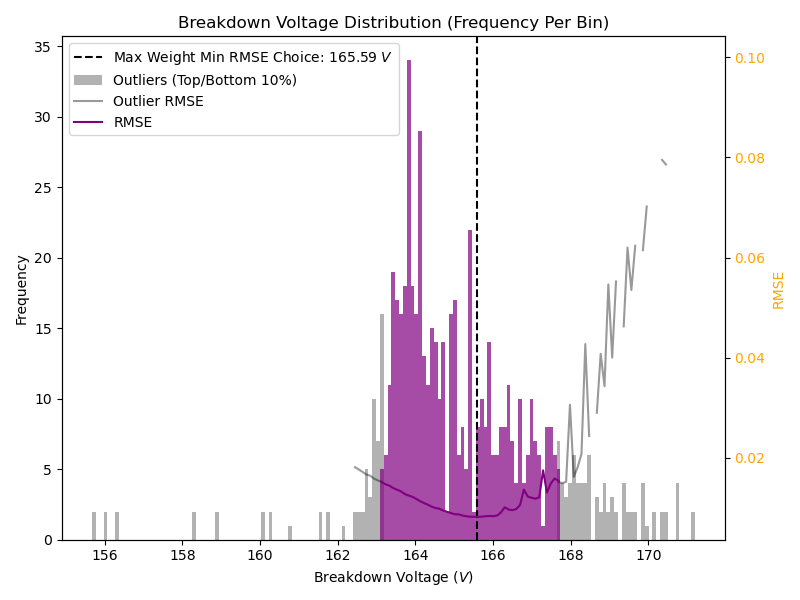 Breakdown Voltage Distribution (Frequency Per Bin)
Max Weight Min RMSE Choice: 165.59 V
Outliers (Top/Bottom 10%)
Outlier RMSE
RMSE
35
30
25
20
15
10
5
0
Frequency
0.10
0.08
0.06
0.04
0.02
RMSE
156
158
160
162
164
166
168
170
Breakdown Voltage (V)